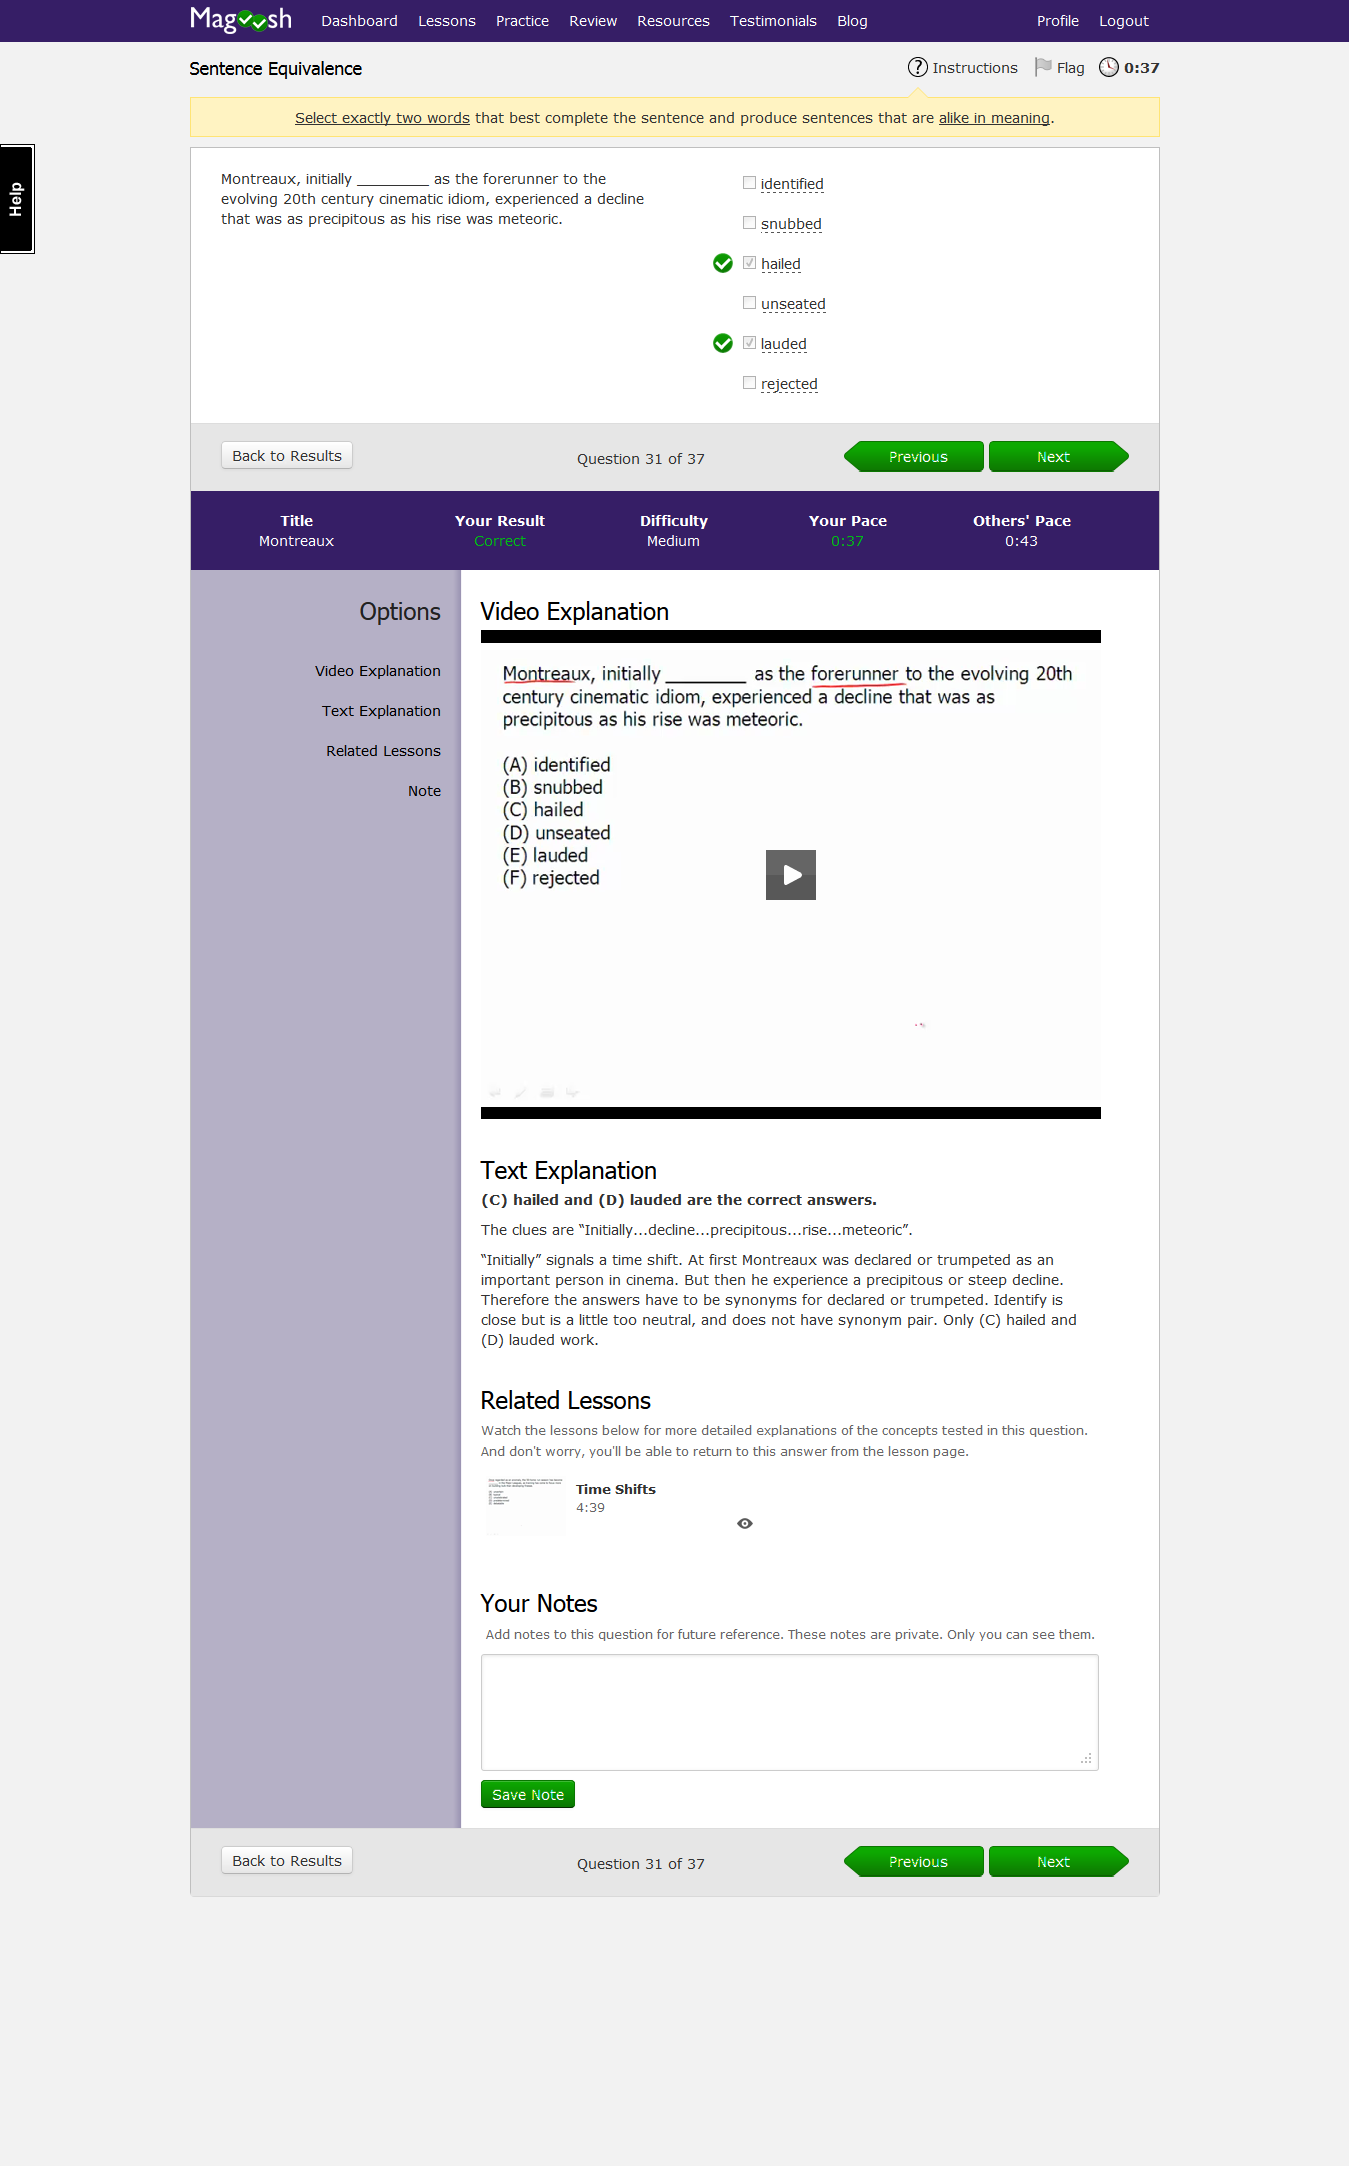 Magoosh Dashboard Lessons Practice Review Resources Testimonials Blog Profile Logout
Sentence Equivalence
? Instructions Flag 0:37
Select exactly two words that best complete the sentence and produce sentences that are alike in meaning.
Help
Montreaux, initially _________ as the forerunner to the
evolving 20th century cinematic idiom, experienced a decline
that was as precipitous as his rise was meteoric.
identified
snubbed
hailed
unseated
lauded
rejected
Back to Results Question 31 of 37 Previous Next
Title Your Result Difficulty Your Pace Others' Pace
Montreaux Correct Medium 0:37 0:43
Options
Video Explanation
Text Explanation
Related Lessons
Note
Video Explanation
Montreaux, initially ________ as the forerunner to the evolving 20th
century cinematic idiom, experienced a decline that was as
precipitous as his rise was meteoric.
(A) identified
(B) snubbed
(C) hailed
(D) unseated
(E) lauded
(F) rejected
Text Explanation
(C) hailed and (D) lauded are the correct answers.
The clues are “Initially...decline...precipitous...rise...meteoric”.
“Initially” signals a time shift. At first Montreaux was declared or trumpeted as an
important person in cinema. But then he experience a precipitous or steep decline.
Therefore the answers have to be synonyms for declared or trumpeted. Identify is
close but is a little too neutral, and does not have synonym pair. Only (C) hailed and
(D) lauded work.
Related Lessons
Watch the lessons below for more detailed explanations of the concepts tested in this question.
And don't worry, you'll be able to return to this answer from the lesson page.
Time Shifts
4:39
Your Notes
Add notes to this question for future reference. These notes are private. Only you can see them.
Save Note
Back to Results Question 31 of 37 Previous Next